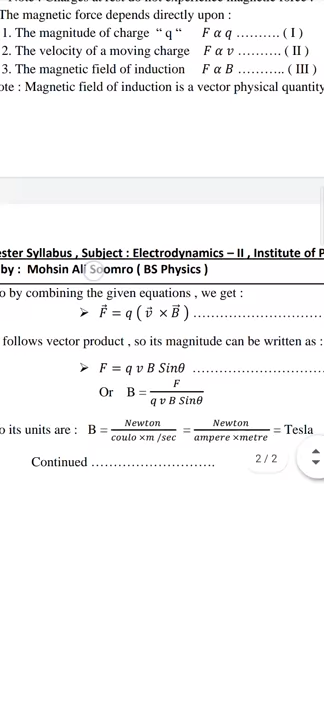 The magnetic force depends directly upon :
1. The magnitude of charge “ q “ F α q ………. ( I )
2. The velocity of a moving charge F α v ………. ( II )
3. The magnetic field of induction F α B ……….. ( III )
ote : Magnetic field of induction is a vector physical quantity
ester Syllabus , Subject : Electrodynamics – II , Institute of P
by : Mohsin Ali Soomro ( BS Physics )
o by combining the given equations , we get :
➢ F⃗ = q ( v⃗ × B⃗ ) …………………………
follows vector product , so its magnitude can be written as :
➢ F = q v B Sinθ …………………………
Or B = F / q v B Sinθ
o its units are : B = Newton / coulo ×m /sec = Newton / ampere ×metre = Tesla
Continued ……………………….
2 / 2